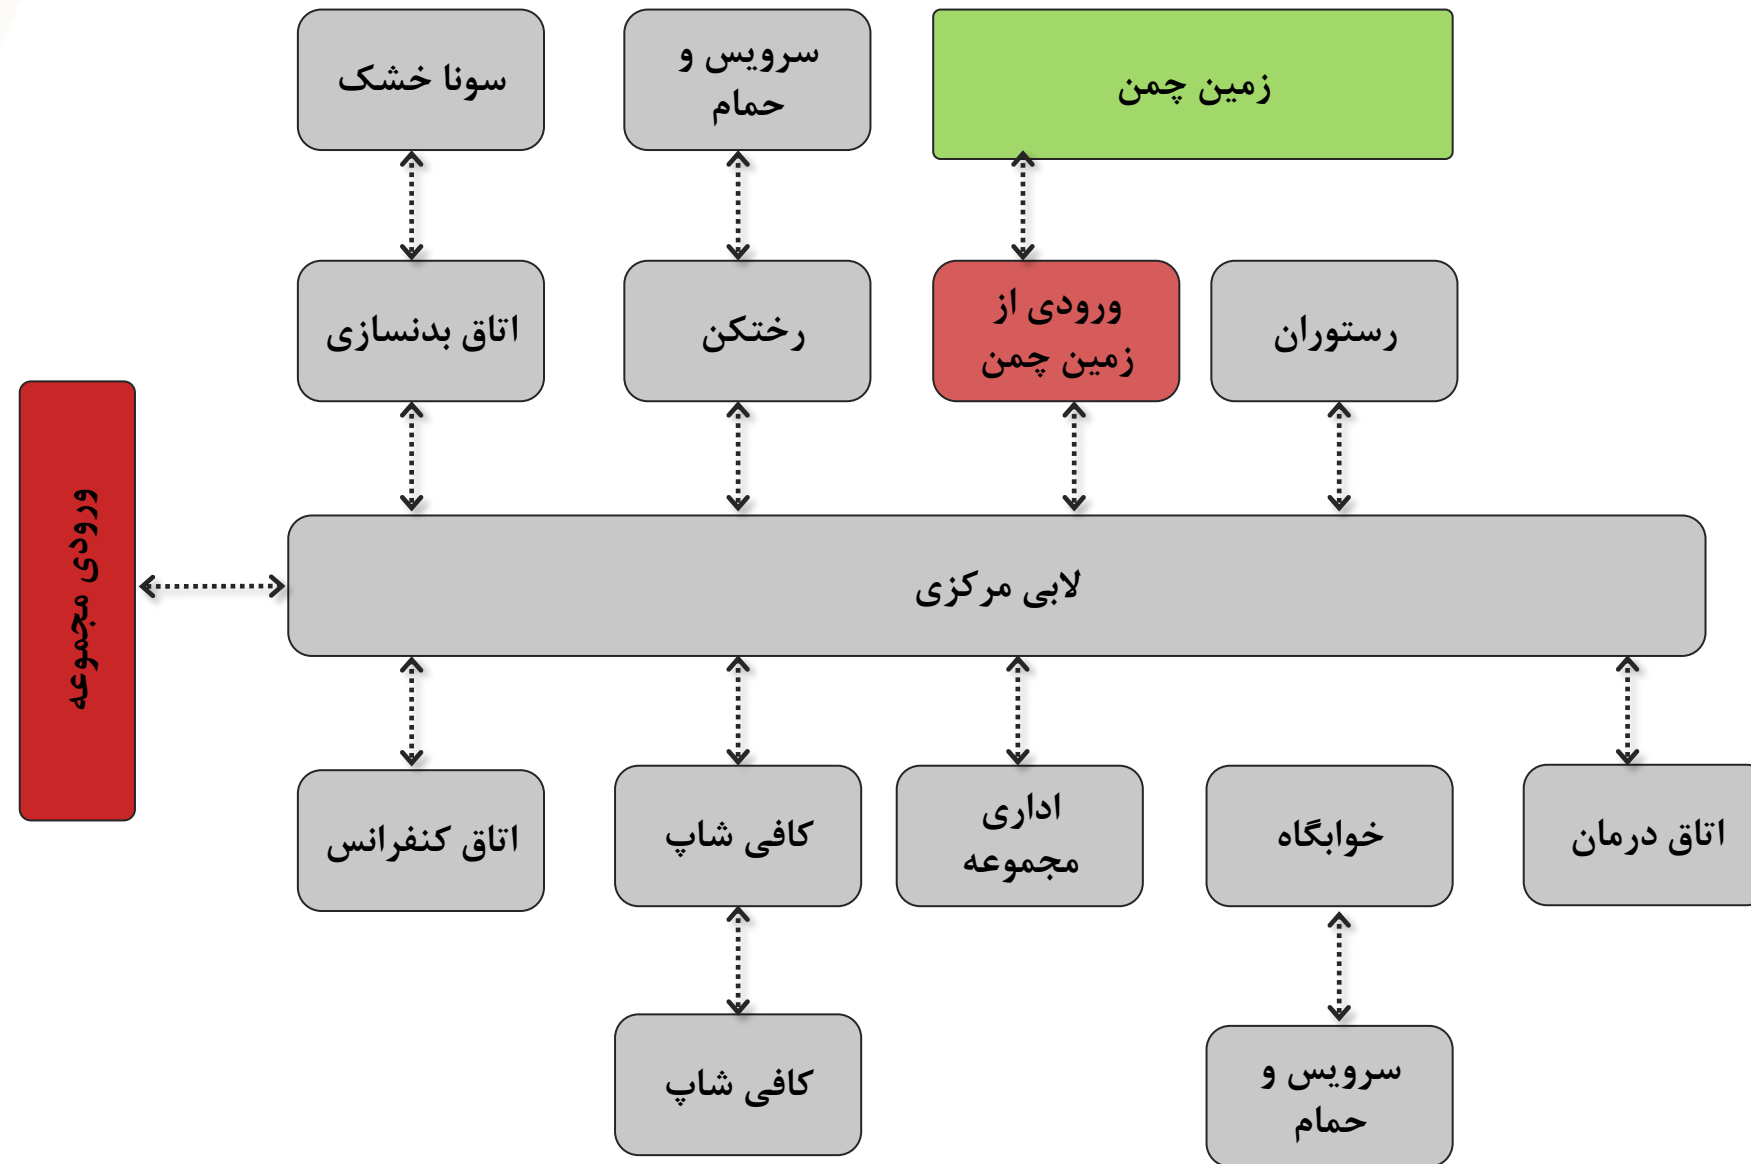 زمین چمن
سرویس و
حمام
سونا خشک
رستوران
ورودی از
زمین چمن
رختکن
اتاق بدنسازی
ورودی مجموعه
لابی مرکزی
اتاق درمان
خوابگاه
اداری
مجموعه
کافی شاپ
اتاق کنفرانس
سرویس و
حمام
کافی شاپ